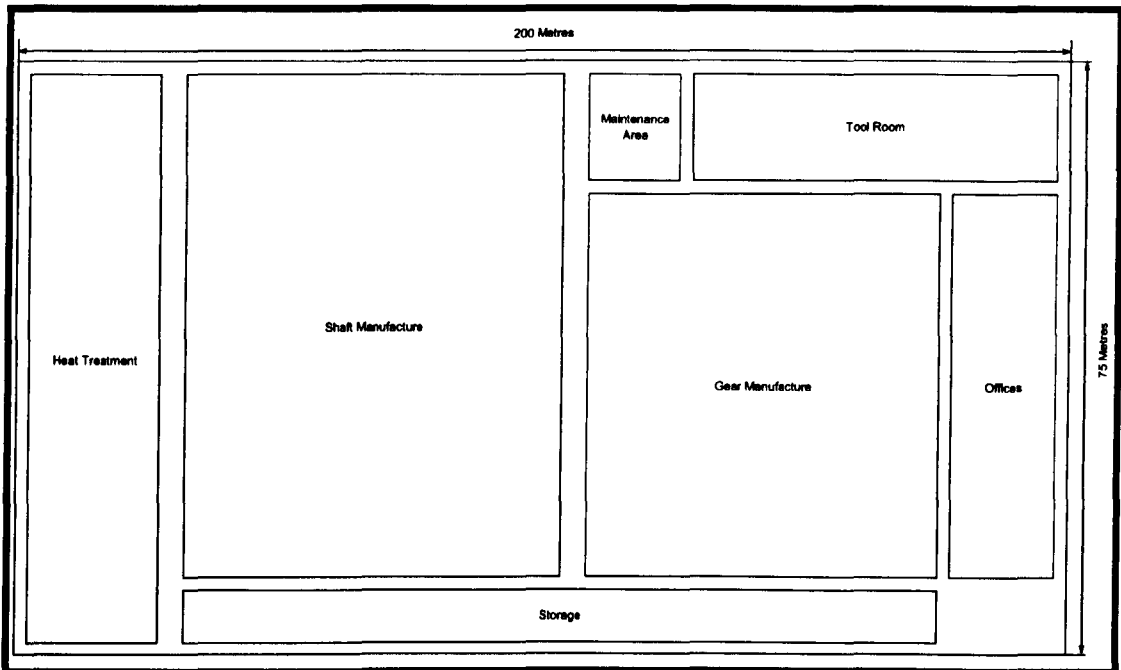 200 Metres
Maintenance
Area
Tool Room
Shaft Manufacture
Heat Treatment
Gear Manufacture
Offices
75 Metres
Storage